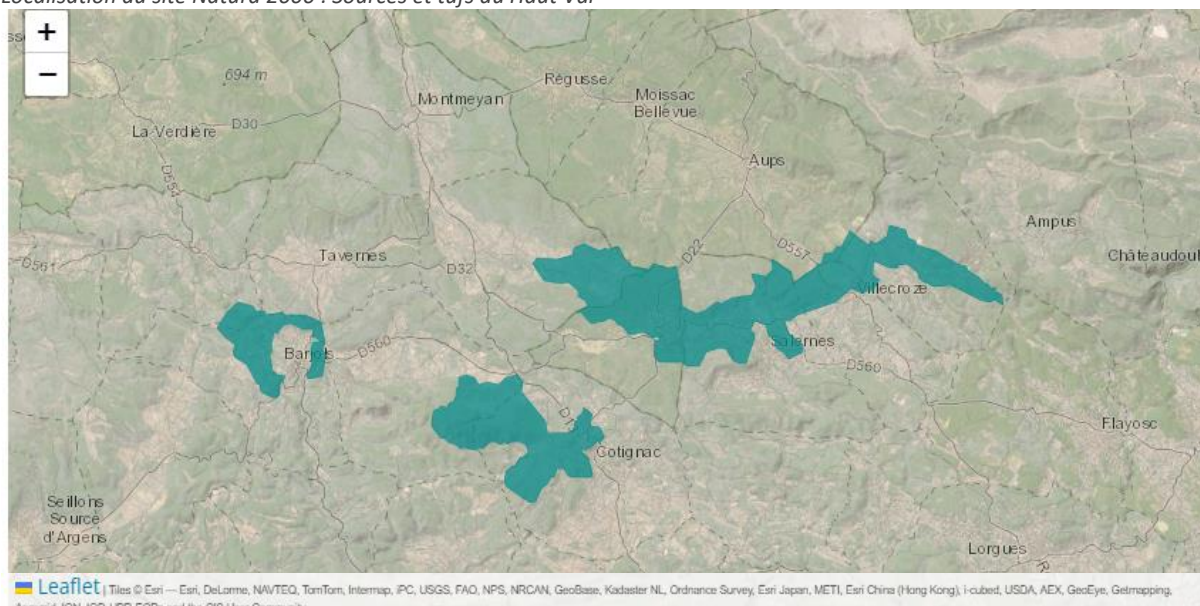 Localisation du site Natura 2000 : Sources et tufs du Haut Var
+
−
694 m
Régusse
Montmeyan
Moissac
Bellevue
La Verdière
D30
Aups
D554
Ampus
D22
D557
Tavernes
Châteaudoul
D561
D32
Villecroze
Barjols
D560
Salernes
D560
Flayosc
Cotignac
Seillons
Source
d'Argens
Lorgues
Leaflet | Tiles © Esri — Esri, DeLorme, NAVTEQ, TomTom, Intermap, iPC, USGS, FAO, NPS, NRCAN, GeoBase, Kadaster NL, Ordnance Survey, Esri Japan, METI, Esri China (Hong Kong), i-cubed, USDA, AEX, GeoEye, Getmapping,